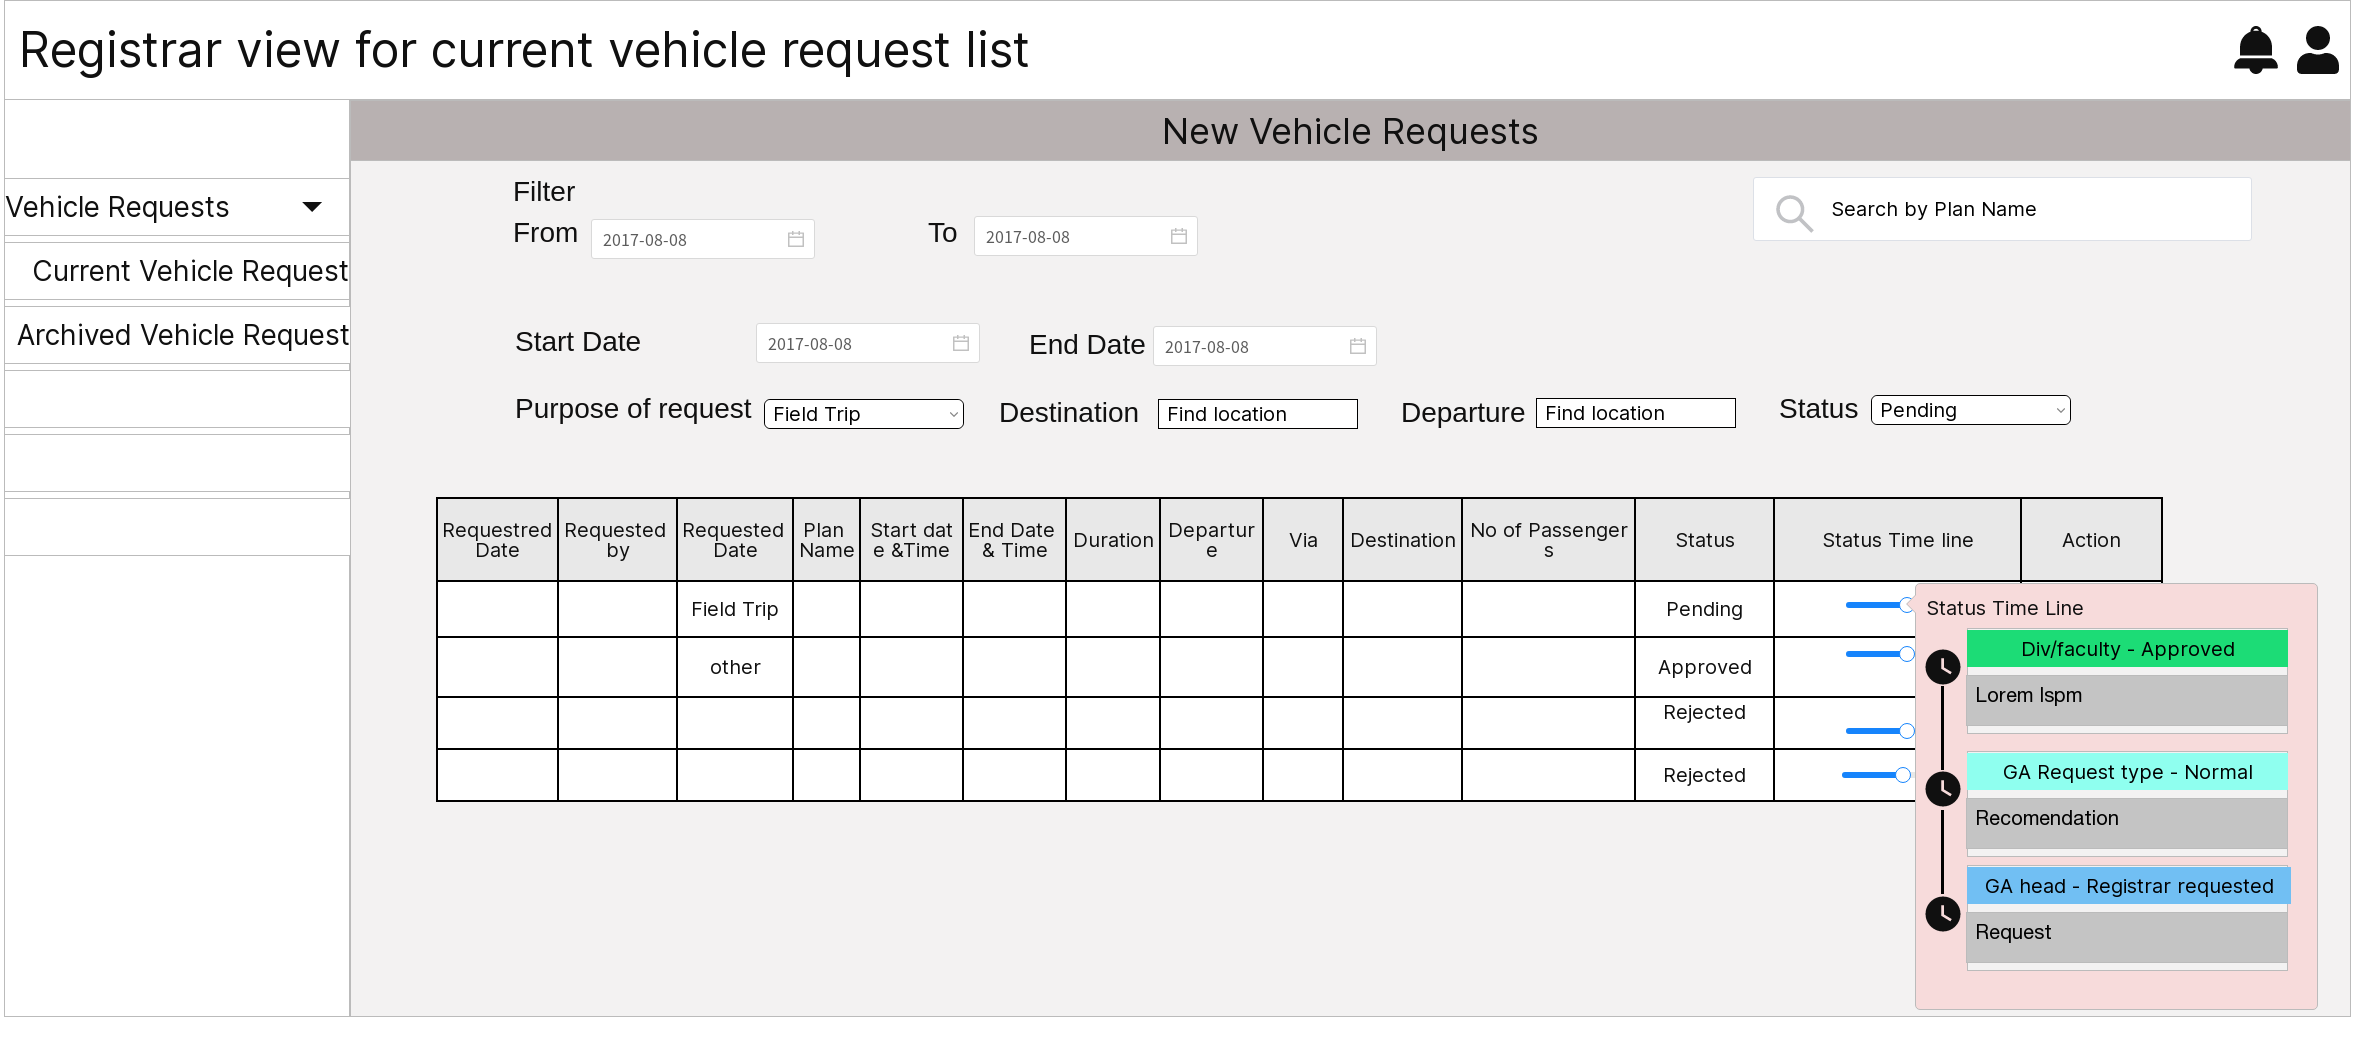 Registrar view for current vehicle request list
New Vehicle Requests
Vehicle Requests
Current Vehicle Request
Archived Vehicle Request
Filter
From 2017-08-08 To 2017-08-08
Search by Plan Name
Start Date 2017-08-08 End Date 2017-08-08
Purpose of request Field Trip Destination Find location Departure Find location Status Pending
Requestred
Date
Requested
by
Requested
Date
Plan
Name
Start dat
e &Time
End Date
& Time
Duration
Departur
e
Via
Destination
No of Passenger
s
Status
Status Time line
Action
Field Trip Pending
other Approved
Rejected
Rejected
Status Time Line
Div/faculty - Approved
Lorem Ispm
GA Request type - Normal
Recomendation
GA head - Registrar requested
Request